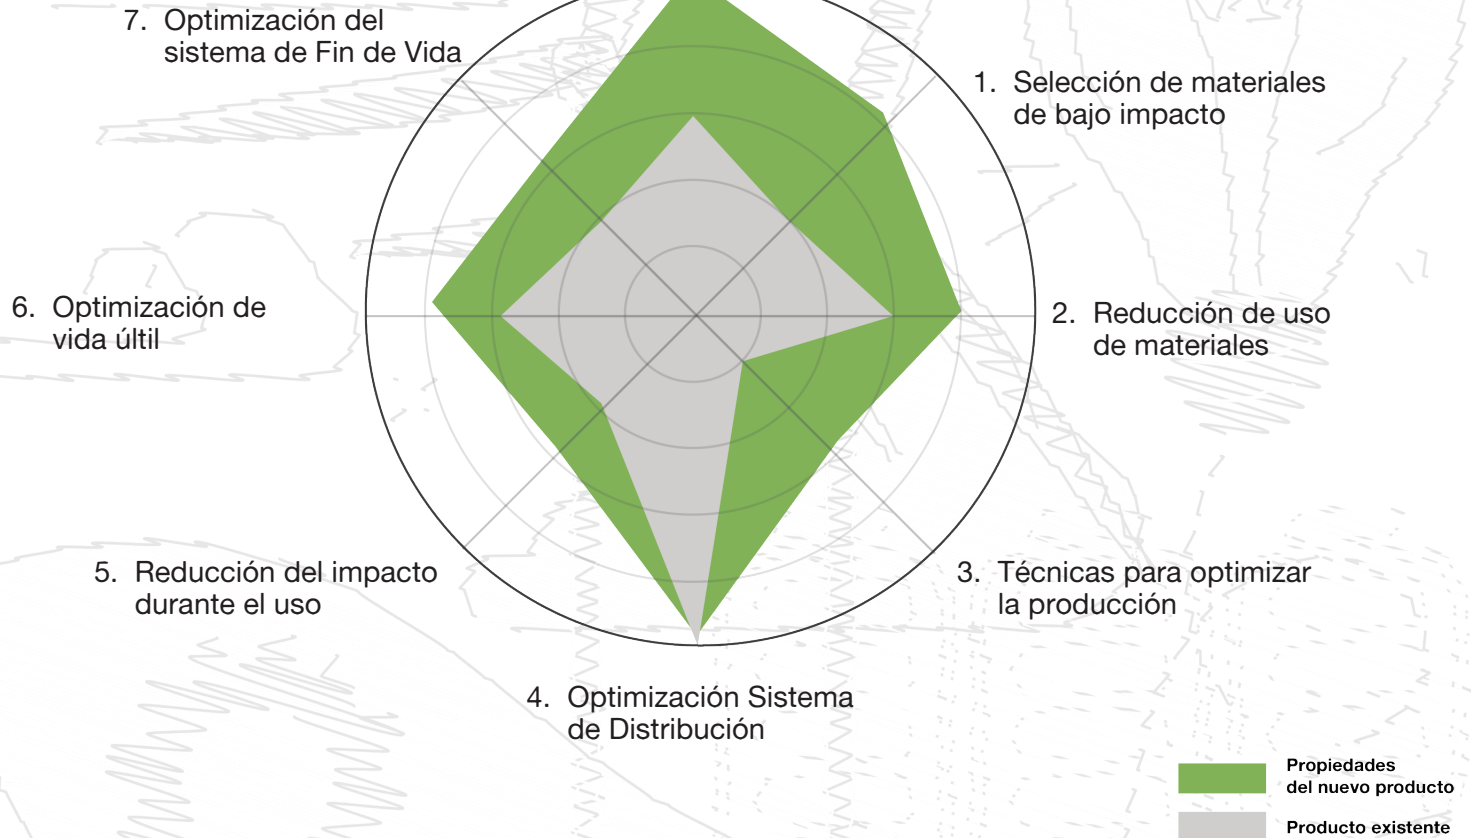 7. Optimización del
sistema de Fin de Vida
1. Selección de materiales
de bajo impacto
6. Optimización de
vida últil
2. Reducción de uso
de materiales
5. Reducción del impacto
durante el uso
3. Técnicas para optimizar
la producción
4. Optimización Sistema
de Distribución
Propiedades
del nuevo producto
Producto existente